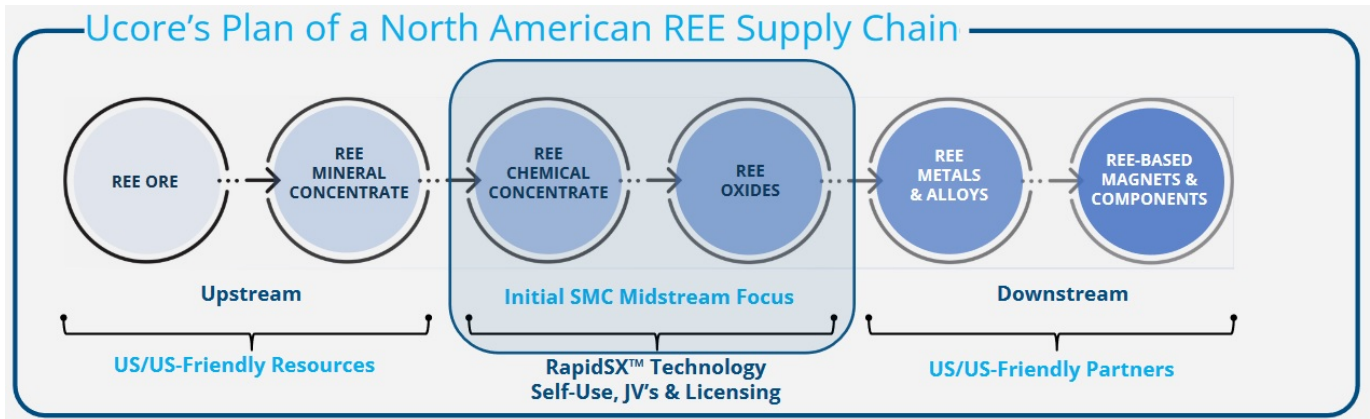 Ucore's Plan of a North American REE Supply Chain
REE ORE
REE
MINERAL
CONCENTRATE
REE
CHEMICAL
CONCENTRATE
REE
OXIDES
REE
METALS
& ALLOYS
REE-BASED
MAGNETS &
COMPONENTS
Upstream
Initial SMC Midstream Focus
Downstream
US/US-Friendly Resources
RapidSX™ Technology
Self-Use, JV's & Licensing
US/US-Friendly Partners